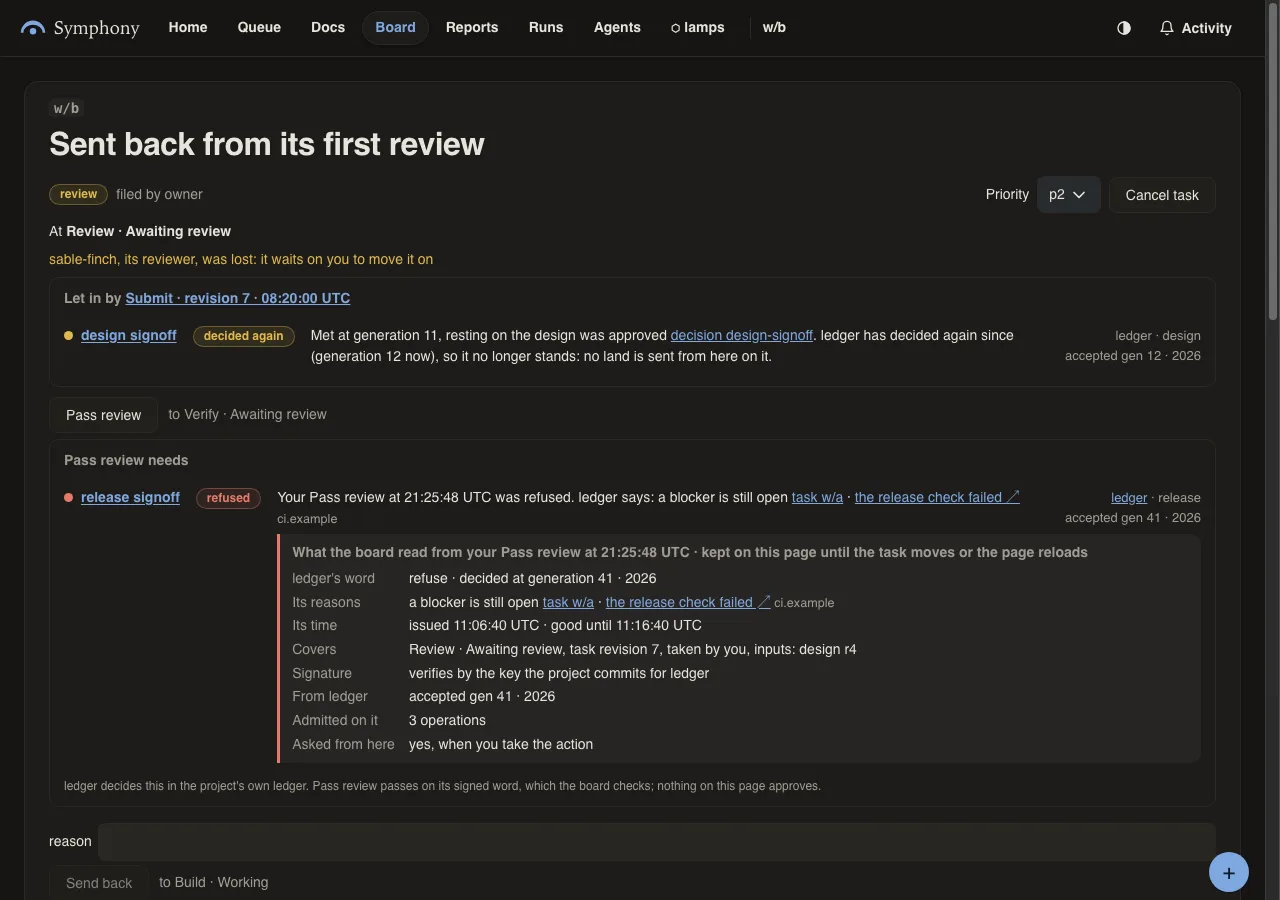 Symphony Home Queue Docs Board Reports Runs Agents lamps w/b Activity
w/b
Sent back from its first review
review filed by owner Priority p2 Cancel task
At Review · Awaiting review
sable-finch, its reviewer, was lost: it waits on you to move it on
Let in by Submit · revision 7 · 08:20:00 UTC
design signoff decided again Met at generation 11, resting on the design was approved decision design-signoff. ledger has decided again since ledger · design
(generation 12 now), so it no longer stands: no land is sent from here on it. accepted gen 12 · 2026
Pass review to Verify · Awaiting review
Pass review needs
release signoff refused Your Pass review at 21:25:48 UTC was refused. ledger says: a blocker is still open task w/a · the release check failed ↗ ledger · release
ci.example accepted gen 41 · 2026
What the board read from your Pass review at 21:25:48 UTC · kept on this page until the task moves or the page reloads
ledger's word refuse · decided at generation 41 · 2026
Its reasons a blocker is still open task w/a · the release check failed ↗ ci.example
Its time issued 11:06:40 UTC · good until 11:16:40 UTC
Covers Review · Awaiting review, task revision 7, taken by you, inputs: design r4
Signature verifies by the key the project commits for ledger
From ledger accepted gen 41 · 2026
Admitted on it 3 operations
Asked from here yes, when you take the action
ledger decides this in the project's own ledger. Pass review passes on its signed word, which the board checks; nothing on this page approves.
reason
Send back to Build · Working
+